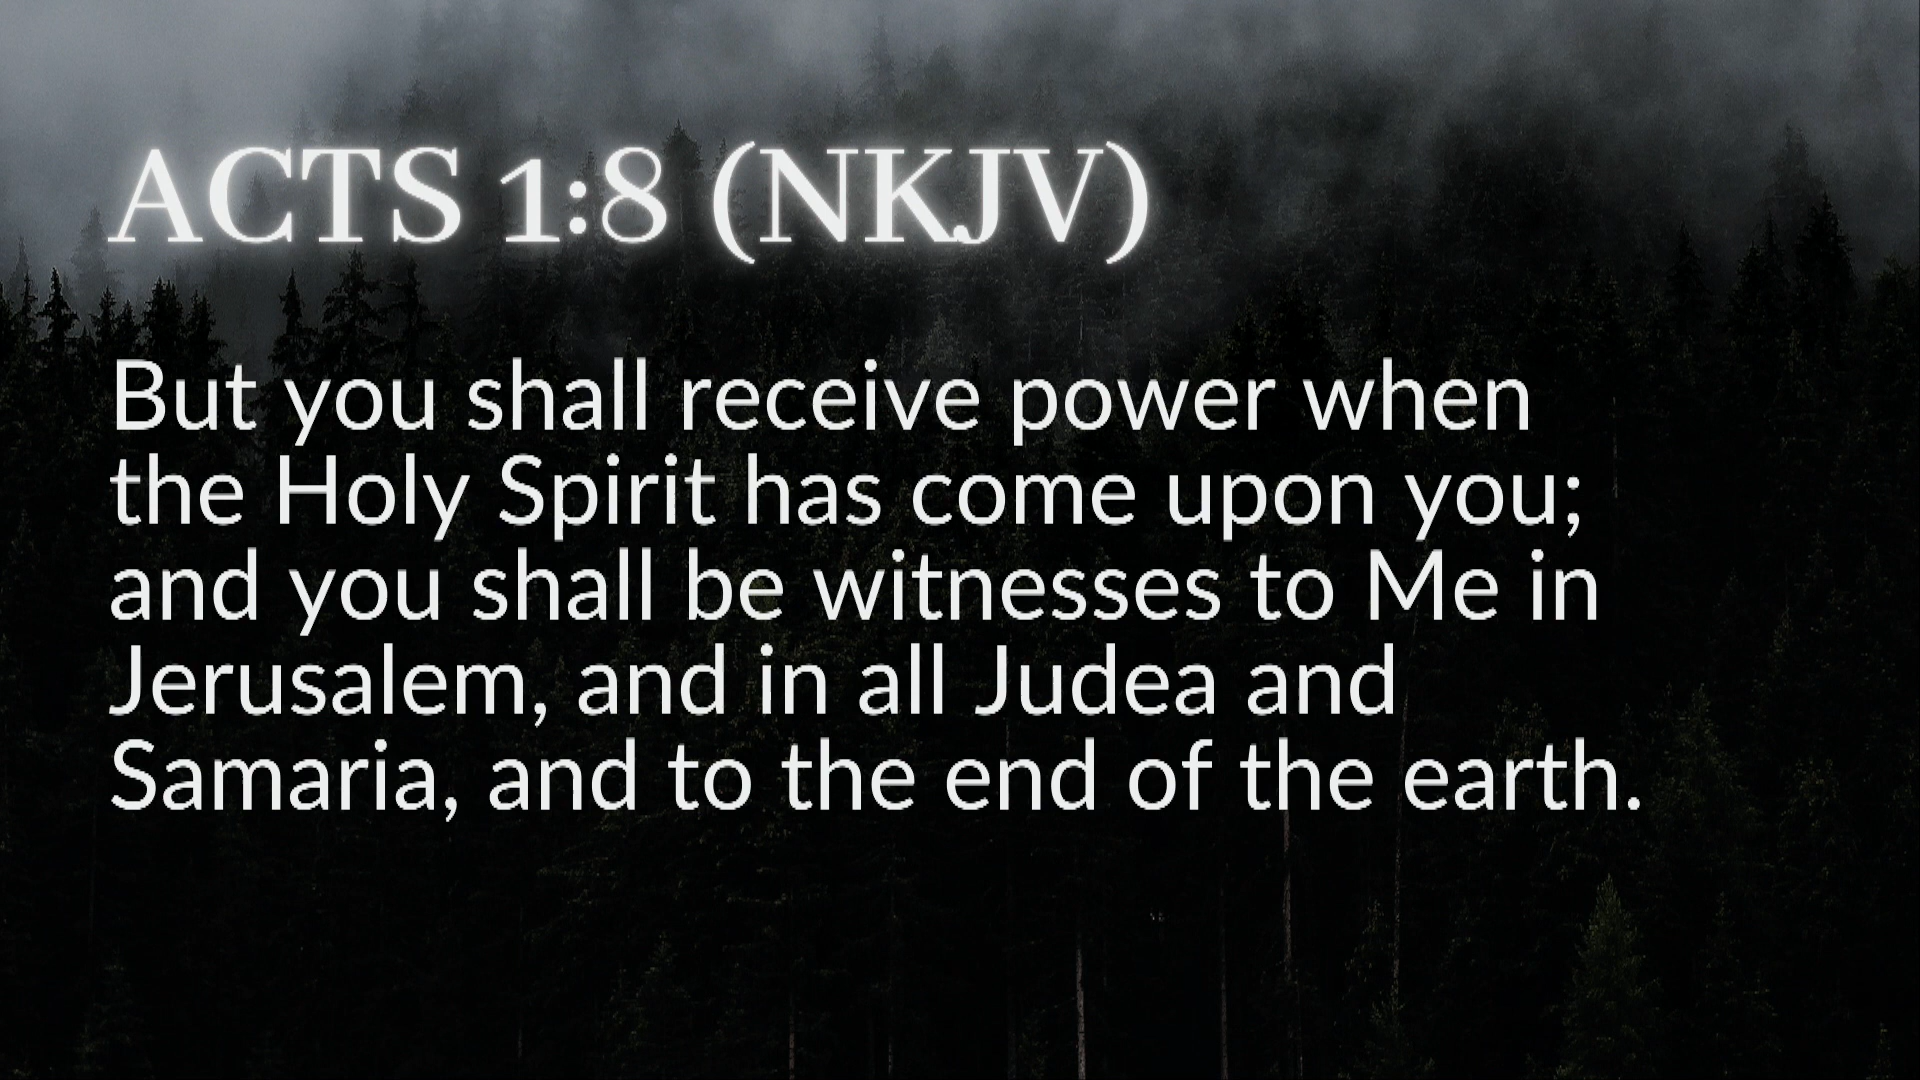 ACTS 1:8 (NKJV)
But you shall receive power when
the Holy Spirit has come upon you;
and you shall be witnesses to Me in
Jerusalem, and in all Judea and
Samaria, and to the end of the earth.